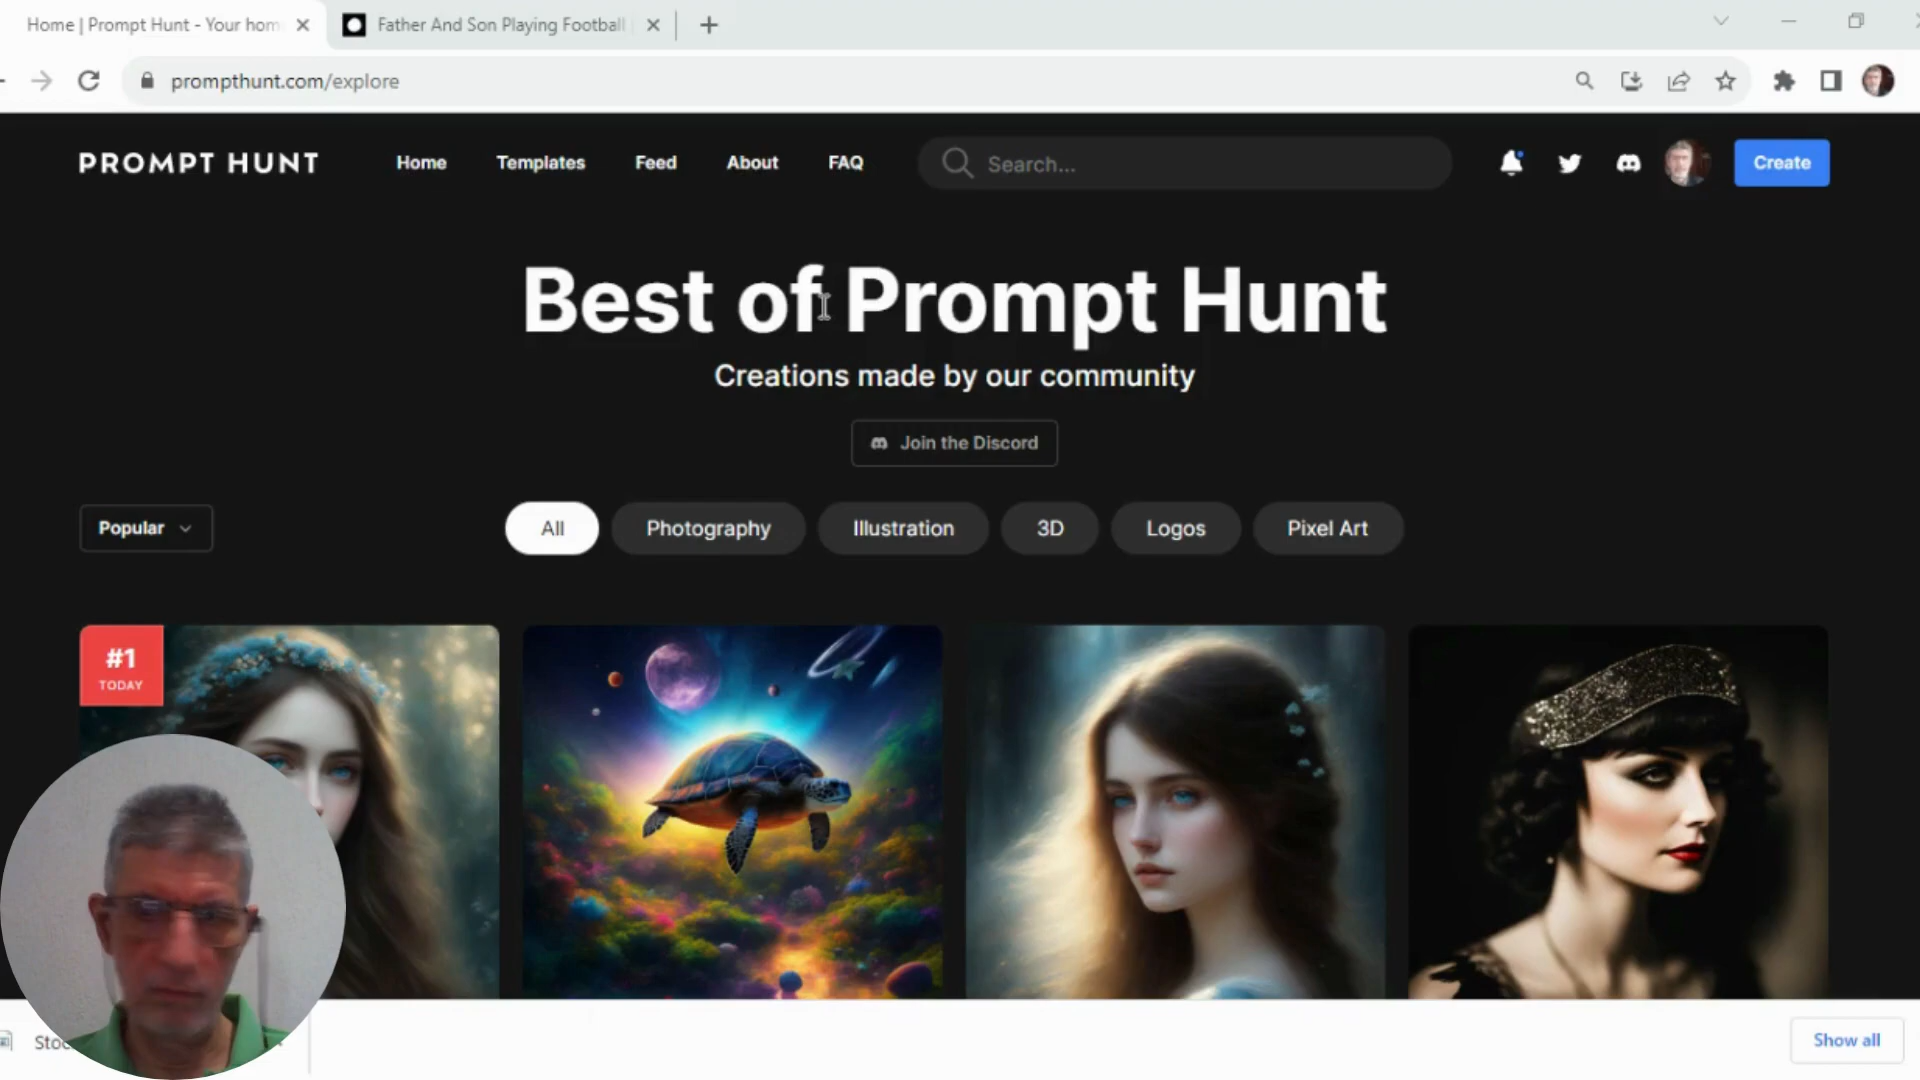 Home | Prompt Hunt - Your hom
Father And Son Playing Football
prompthunt.com/explore
PROMPT HUNT
Home
Templates
Feed
About
FAQ
Search...
Create
Best of Prompt Hunt
Creations made by our community
Join the Discord
Popular
All
Photography
Illustration
3D
Logos
Pixel Art
#1
TODAY
Stoc
Show all